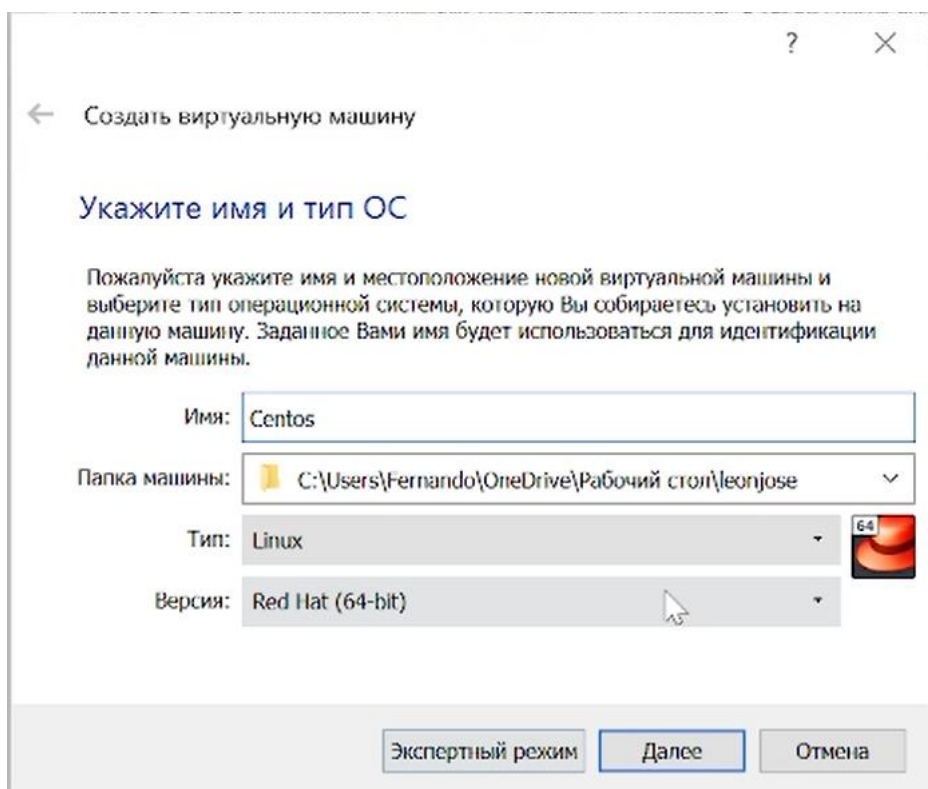 ?
Создать виртуальную машину
Укажите имя и тип ОС
Пожалуйста укажите имя и местоположение новой виртуальной машины и
выберите тип операционной системы, которую Вы собираетесь установить на
данную машину. Заданное Вами имя будет использоваться для идентификации
данной машины.
Имя: Centos
Папка машины: C:\Users\Fernando\OneDrive\Рабочий стол\leonjose
Тип: Linux
64
Версия: Red Hat (64-bit)
Экспертный режим Далее Отмена